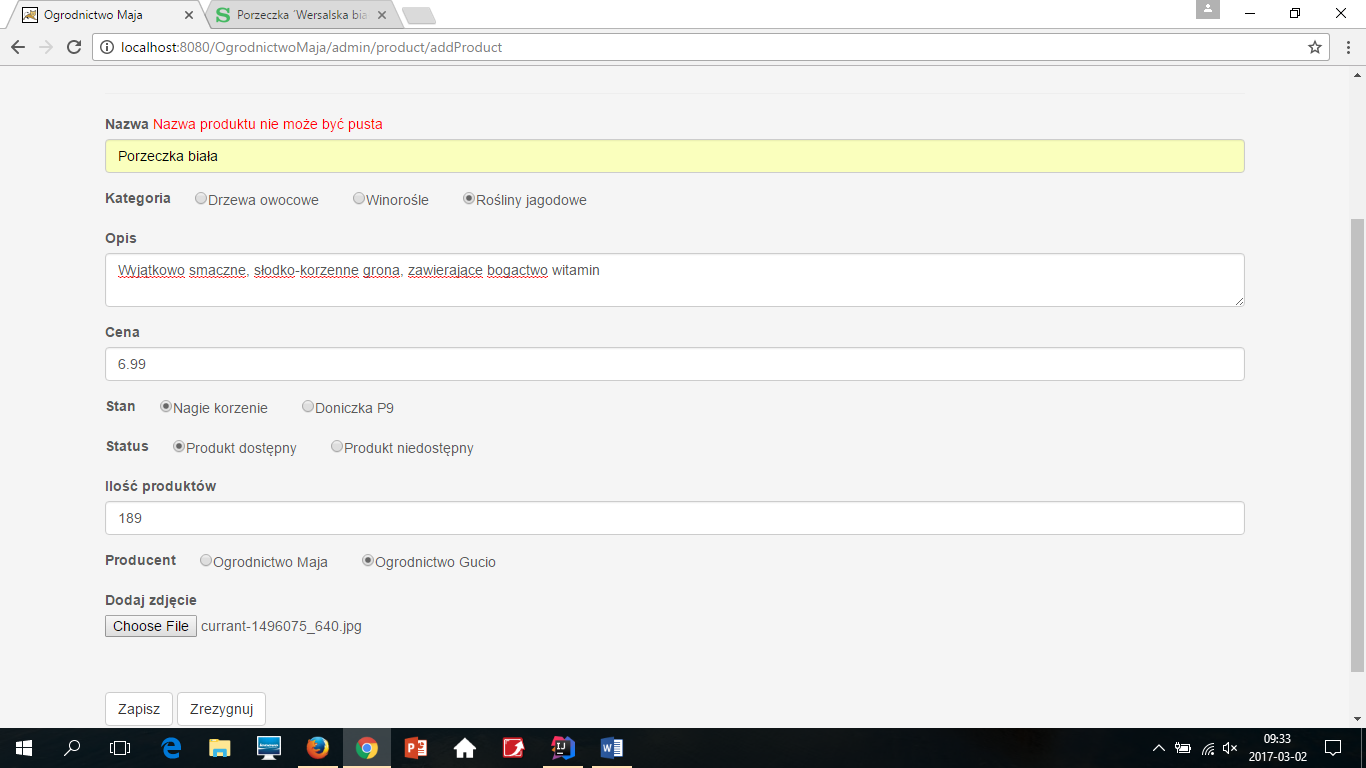 Ogrodnictwo Maja
Porzeczka 'Wersalska bia
localhost:8080/OgrodnictwoMaja/admin/product/addProduct
Nazwa Nazwa produktu nie może być pusta
Porzeczka biała
Kategoria Drzewa owocowe Winorośle Rośliny jagodowe
Opis
Wyjątkowo smaczne, słodko-korzenne grona, zawierające bogactwo witamin
Cena
6.99
Stan Nagie korzenie Doniczka P9
Status Produkt dostępny Produkt niedostępny
Ilość produktów
189
Producent Ogrodnictwo Maja Ogrodnictwo Gucio
Dodaj zdjęcie
Choose File currant-1496075_640.jpg
Zapisz Zrezygnuj
09:33
2017-03-02